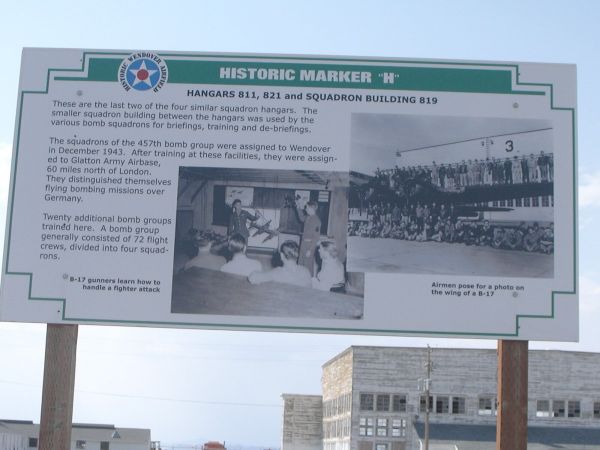 HISTORIC WENDOVER AIRFIELD
HISTORIC MARKER "H"
HANGARS 811, 821 and SQUADRON BUILDING 819
These are the last two of the four similar squadron hangars. The
smaller squadron building between the hangars was used by the
various bomb squadrons for briefings, training and de-briefings.
The squadrons of the 457th bomb group were assigned to Wendover
in December 1943. After training at these facilities, they were assign-
ed to Glatton Army Airbase,
60 miles north of London.
They distinguished themselves
flying bombing missions over
Germany.
Twenty additional bomb groups
trained here. A bomb group
generally consisted of 72 flight
crews, divided into four squad-
rons.
B-17 gunners learn how to
handle a fighter attack
3
Airmen pose for a photo on
the wing of a B-17